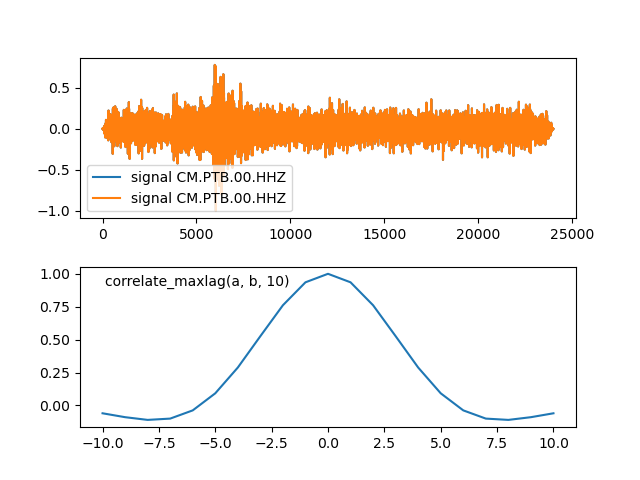 0.5
0.0
−0.5
−1.0
signal CM.PTB.00.HHZ
signal CM.PTB.00.HHZ
0 5000 10000 15000 20000 25000
1.00
0.75
0.50
0.25
0.00
correlate_maxlag(a, b, 10)
−10.0 −7.5 −5.0 −2.5 0.0 2.5 5.0 7.5 10.0